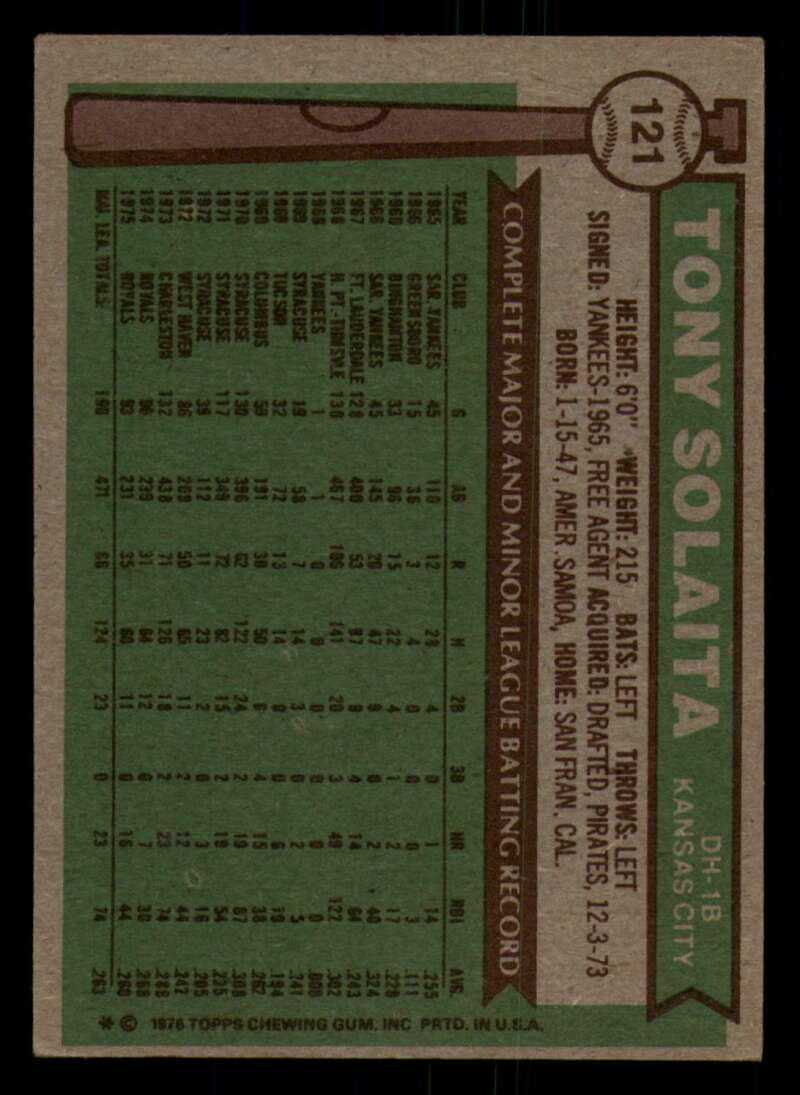 121
TONY SOLAITA DH-1B
KANSAS CITY
HEIGHT: 6'0" WEIGHT: 215 BATS: LEFT THROWS: LEFT
SIGNED: YANKEES-1965, FREE AGENT ACQUIRED: DRAFTED, PIRATES, 12-3-73
BORN: 1-15-47, AMER. SAMOA, HOME: SAN FRAN. CAL.
COMPLETE MAJOR AND MINOR LEAGUE BATTING RECORD
YEAR CLUB G AB R H 2B 3B HR RBI AVG.
1965 SAR. YANKEES 45 110 12 28 4 0 1 14 .255
1966 GREENSBORO 15 36 3 4 0 0 0 3 .111
BINGHAMTON 33 96 15 22 4 1 2 17 .229
SAR. YANKEES 45 145 20 47 9 0 2 40 .324
1967 FT. LAUDERDALE 128 400 53 97 9 4 14 64 .243
1968 H. PT.-THMSVLE 130 467 106 141 20 3 49 122 .302
1968 YANKEES 1 1 0 0 0 0 0 0 .000
1969 SYRACUSE 19 58 7 14 3 0 2 5 .241
TUCSON 32 72 13 14 0 0 6 19 .194
1969 COLUMBUS 59 191 38 50 6 4 15 38 .262
1970 SYRACUSE 130 396 62 122 24 2 19 87 .308
1971 SYRACUSE 117 349 72 82 15 2 19 54 .235
1972 SYRACUSE 39 112 11 23 2 0 3 16 .205
1972 WEST HAVEN 86 269 50 65 11 2 12 44 .242
1973 CHARLESTON 132 438 71 126 18 2 23 74 .288
1974 ROYALS 96 239 31 64 12 0 7 30 .268
1975 ROYALS 93 231 35 60 11 0 16 44 .260
MAJ. LEA. TOTALS 190 471 66 124 23 0 23 74 .263
* © 1976 TOPPS CHEWING GUM, INC PRTD. IN U.S.A.